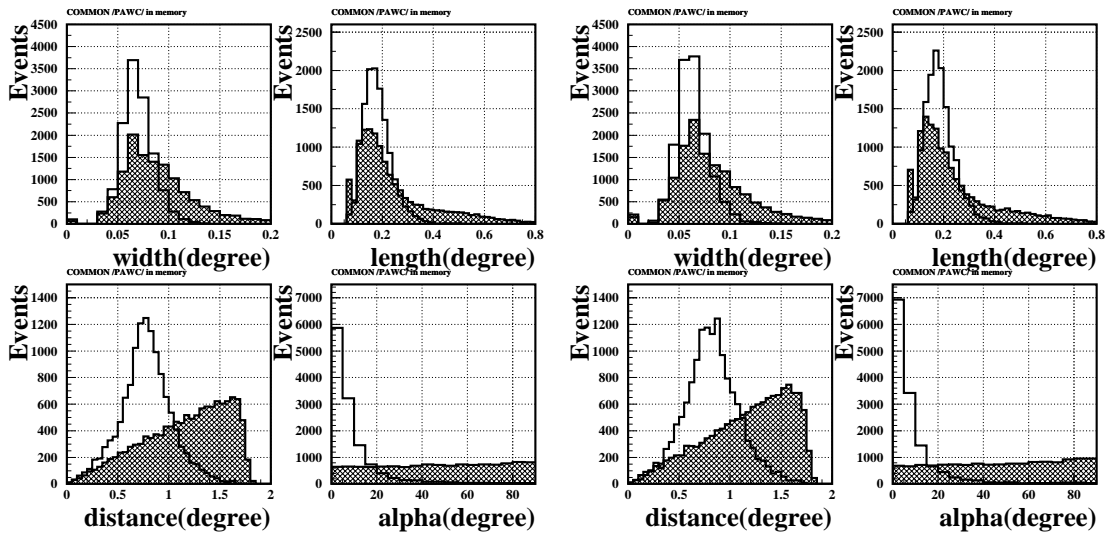 COMMON /PAWC/ in memory
Events
4500
4000
3500
3000
2500
2000
1500
1000
500
0
0 0.05 0.1 0.15 0.2
width(degree)
COMMON /PAWC/ in memory
Events
2500
2000
1500
1000
500
0
0 0.2 0.4 0.6 0.8
length(degree)
COMMON /PAWC/ in memory
Events
4500
4000
3500
3000
2500
2000
1500
1000
500
0
0 0.05 0.1 0.15 0.2
width(degree)
COMMON /PAWC/ in memory
Events
2500
2000
1500
1000
500
0
0 0.2 0.4 0.6 0.8
length(degree)
COMMON /PAWC/ in memory
Events
1400
1200
1000
800
600
400
200
0
0 0.5 1 1.5 2
distance(degree)
COMMON /PAWC/ in memory
Events
7000
6000
5000
4000
3000
2000
1000
0
0 20 40 60 80
alpha(degree)
COMMON /PAWC/ in memory
Events
1400
1200
1000
800
600
400
200
0
0 0.5 1 1.5 2
distance(degree)
COMMON /PAWC/ in memory
Events
7000
6000
5000
4000
3000
2000
1000
0
0 20 40 60 80
alpha(degree)